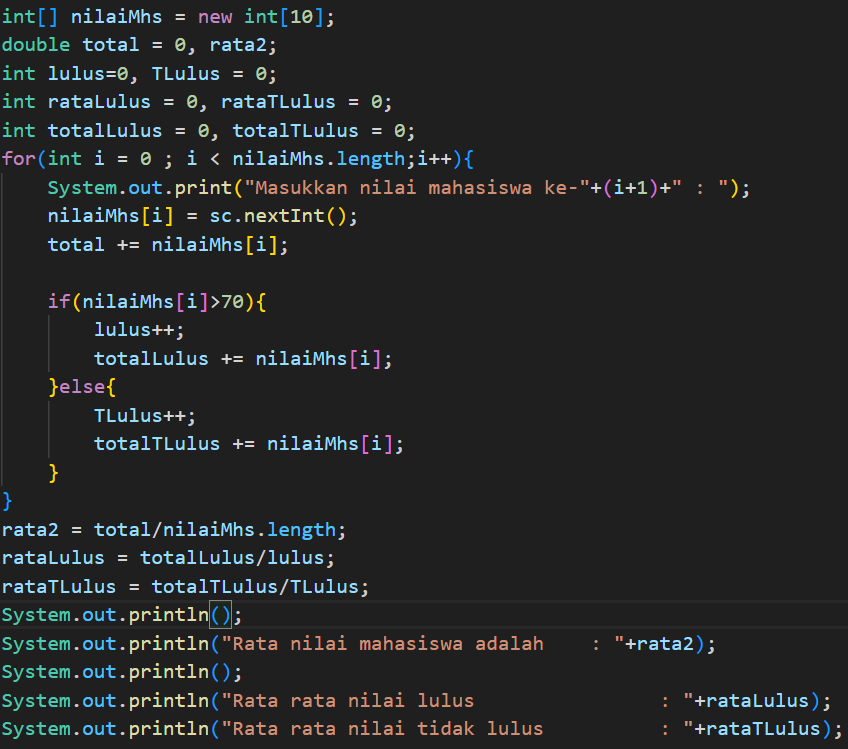 int[] nilaiMhs = new int[10];
double total = 0, rata2;
int lulus=0, TLulus = 0;
int rataLulus = 0, rataTLulus = 0;
int totalLulus = 0, totalTLulus = 0;
for(int i = 0 ; i < nilaiMhs.length;i++){
    System.out.print("Masukkan nilai mahasiswa ke-"+(i+1)+" : ");
    nilaiMhs[i] = sc.nextInt();
    total += nilaiMhs[i];

    if(nilaiMhs[i]>70){
        lulus++;
        totalLulus += nilaiMhs[i];
    }else{
        TLulus++;
        totalTLulus += nilaiMhs[i];
    }
}
rata2 = total/nilaiMhs.length;
rataLulus = totalLulus/lulus;
rataTLulus = totalTLulus/TLulus;
System.out.println();
System.out.println("Rata nilai mahasiswa adalah    : "+rata2);
System.out.println();
System.out.println("Rata rata nilai lulus                : "+rataLulus);
System.out.println("Rata rata nilai tidak lulus          : "+rataTLulus);